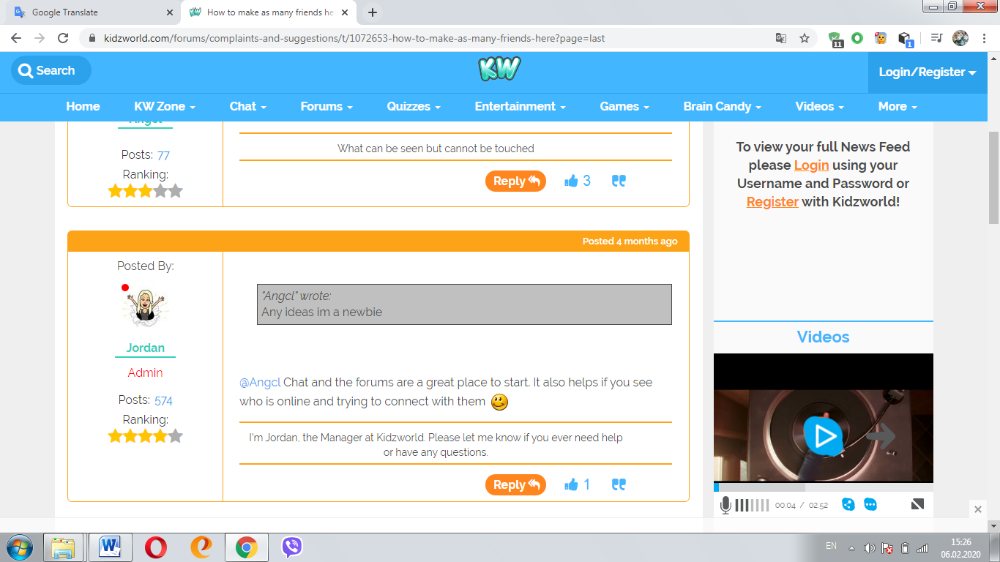 Google Translate
How to make as many friends he
kidzworld.com/forums/complaints-and-suggestions/t/1072653-how-to-make-as-many-friends-here?page=last
11
1
Search
KW
Login/Register
Home
KW Zone
Chat
Forums
Quizzes
Entertainment
Games
Brain Candy
Videos
More
Posts: 77
Ranking:
What can be seen but cannot be touched
Reply
3
To view your full News Feed
please Login using your
Username and Password or
Register with Kidzworld!
Posted 4 months ago
Posted By:
Jordan
Admin
Posts: 574
Ranking:
"Angcl" wrote:
Any ideas im a newbie
@Angcl Chat and the forums are a great place to start. It also helps if you see
who is online and trying to connect with them
I'm Jordan, the Manager at Kidzworld. Please let me know if you ever need help
or have any questions.
Reply
1
Videos
00:04 / 02:52
EN
15:26
06.02.2020